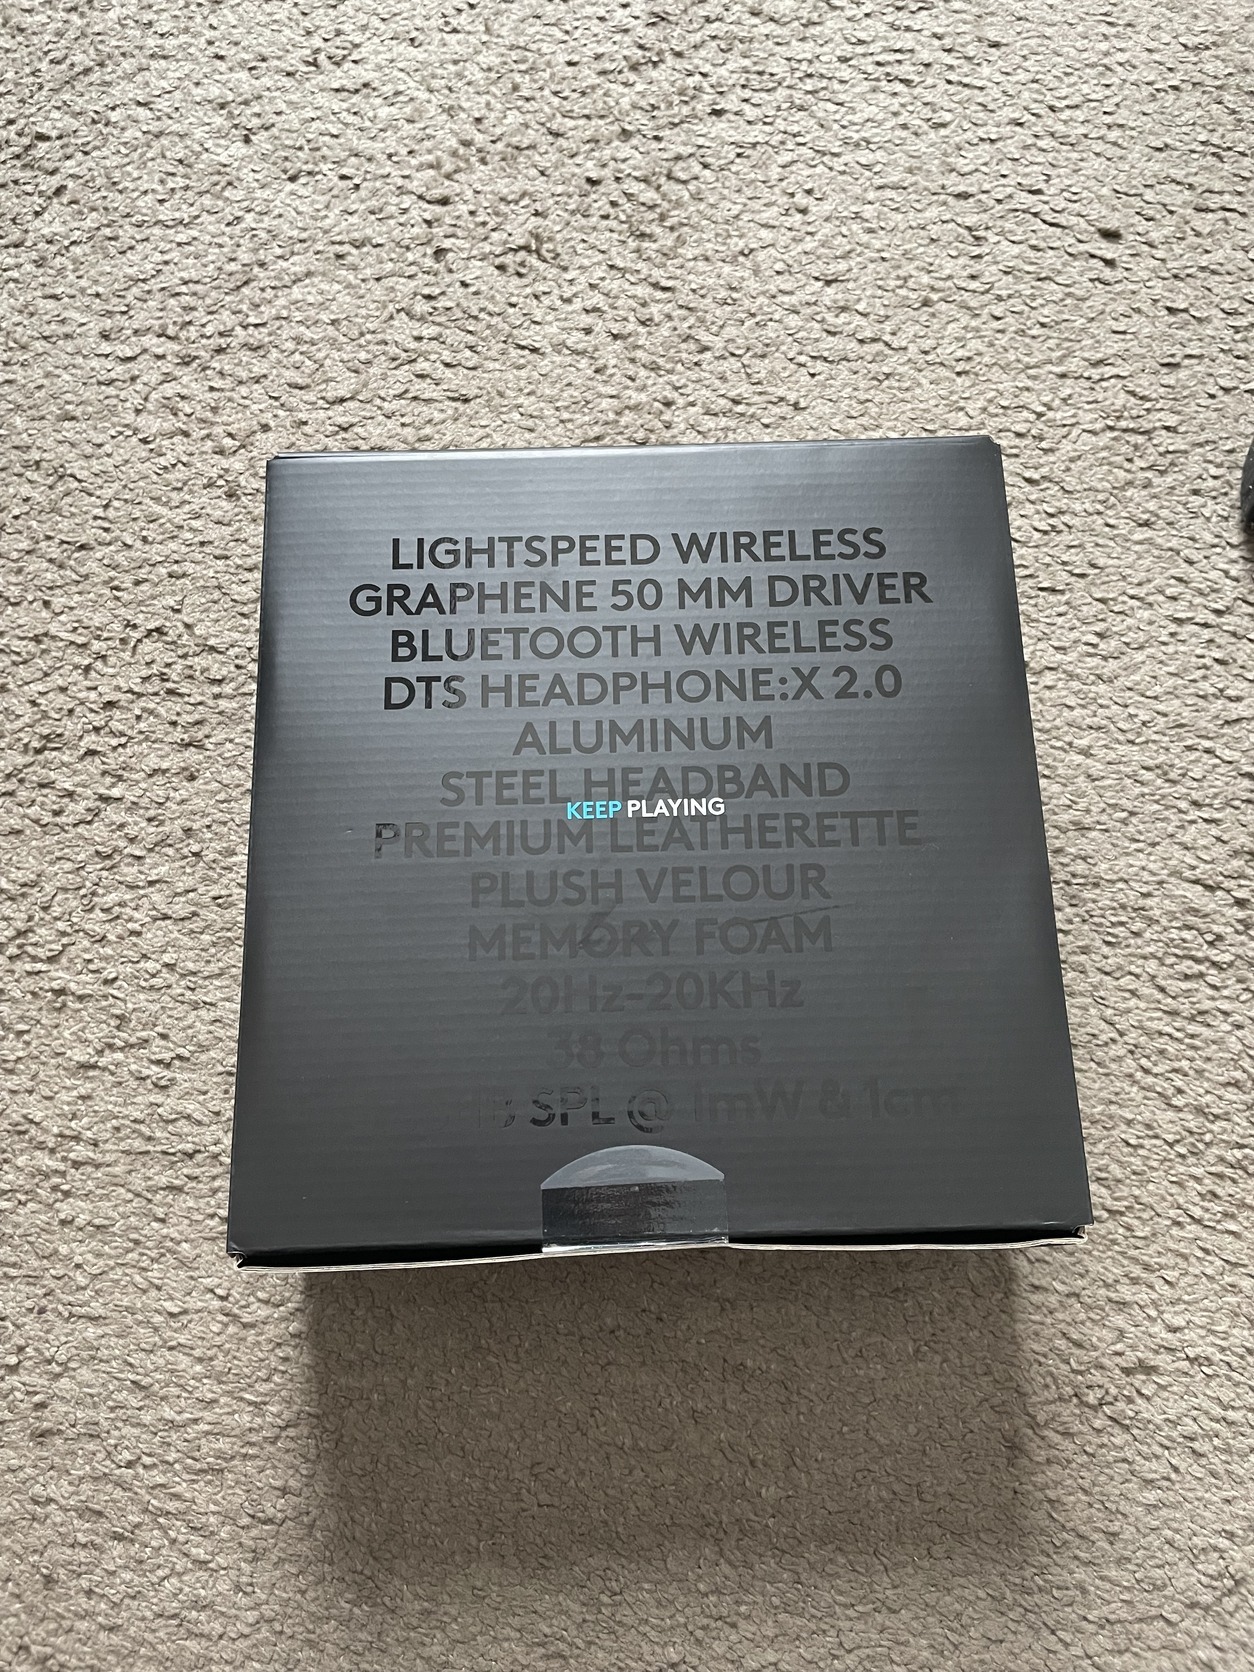 LIGHTSPEED WIRELESS
GRAPHENE 50 MM DRIVER
BLUETOOTH WIRELESS
DTS HEADPHONE:X 2.0
ALUMINUM
STEEL HEADBAND
KEEP PLAYING
PREMIUM LEATHERETTE
PLUSH VELOUR
MEMORY FOAM
20Hz-20KHz
38 Ohms
SPL @ 1mW & 1cm